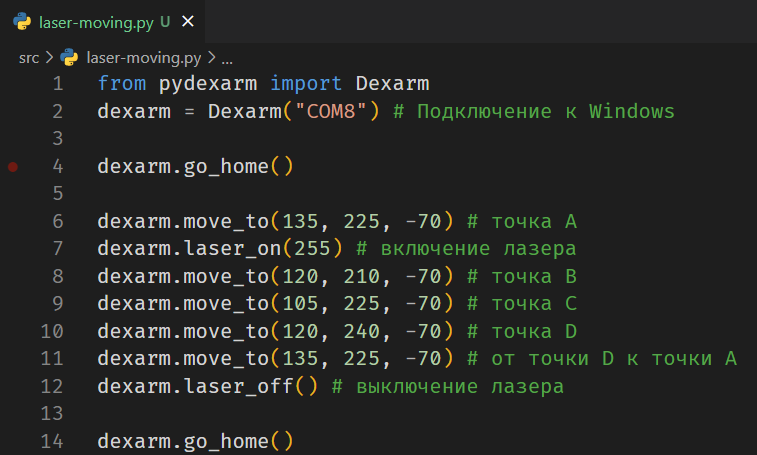 laser-moving.py U ×
src > laser-moving.py > ...
1 from pydexarm import Dexarm
2 dexarm = Dexarm("COM8") # Подключение к Windows
3
4 dexarm.go_home()
5
6 dexarm.move_to(135, 225, -70) # точка A
7 dexarm.laser_on(255) # включение лазера
8 dexarm.move_to(120, 210, -70) # точка B
9 dexarm.move_to(105, 225, -70) # точка C
10 dexarm.move_to(120, 240, -70) # точка D
11 dexarm.move_to(135, 225, -70) # от точки D к точки A
12 dexarm.laser_off() # выключение лазера
13
14 dexarm.go_home()